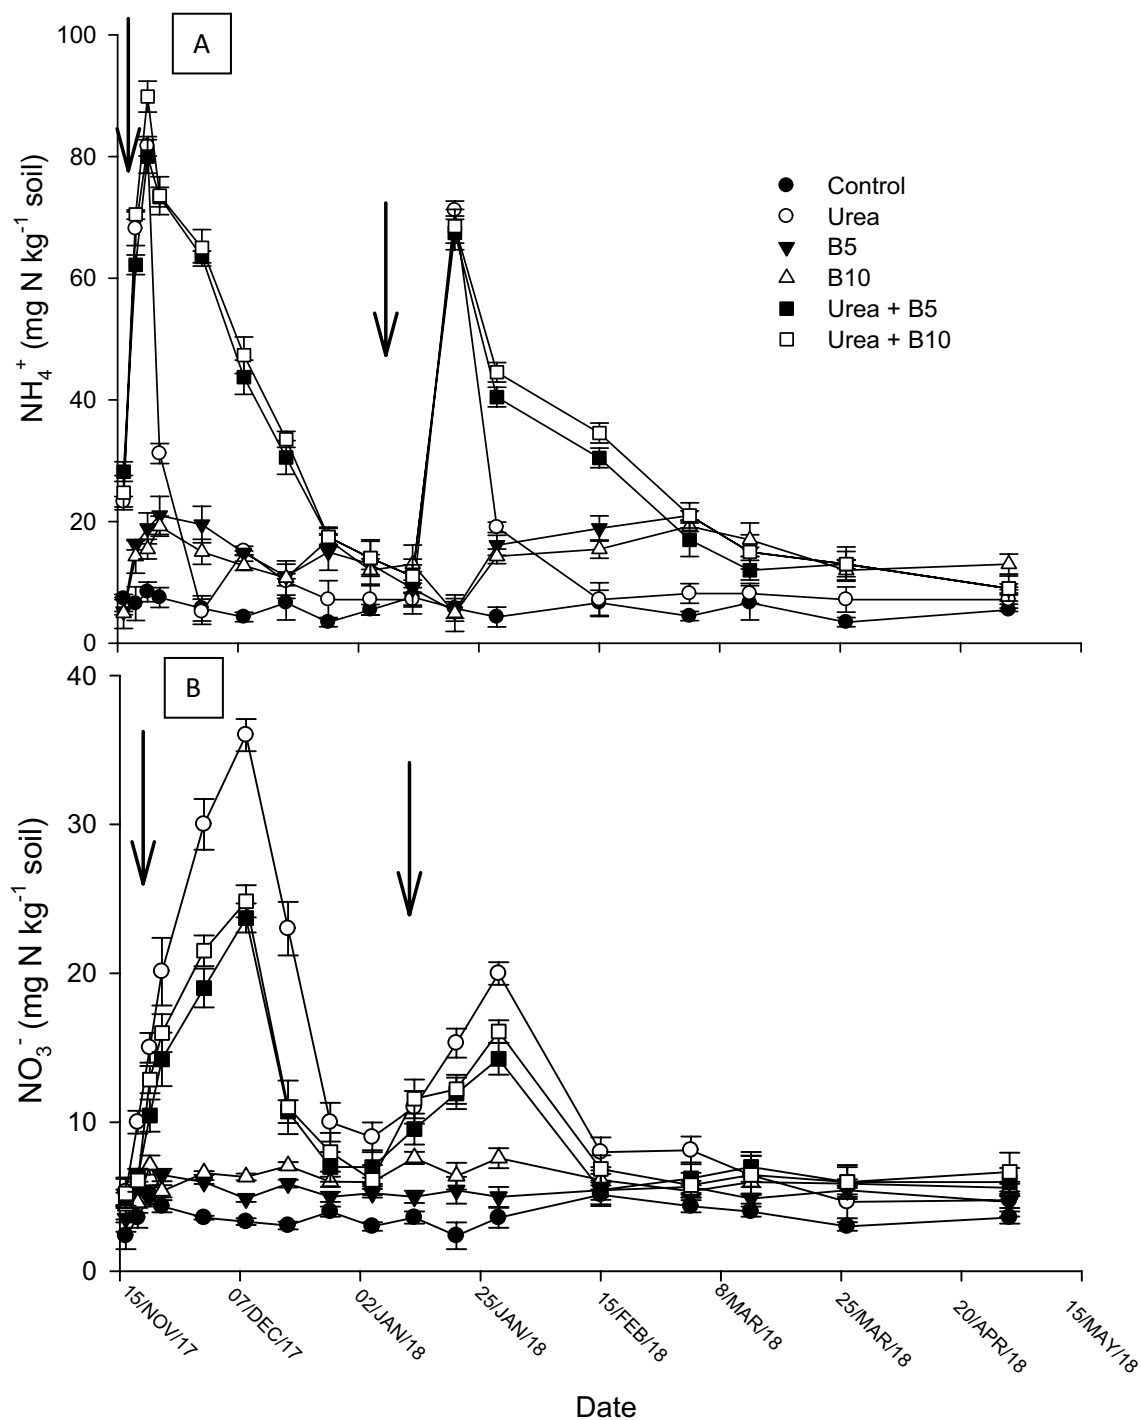 A
100
80
60
40
20
0
NH₄⁺ (mg N kg⁻¹ soil)
Control
Urea
B5
B10
Urea + B5
Urea + B10
B
40
30
20
10
0
NO₃⁻ (mg N kg⁻¹ soil)
15/NOV/17
07/DEC/17
02/JAN/18
25/JAN/18
15/FEB/18
8/MAR/18
25/MAR/18
20/APR/18
15/MAY/18
Date